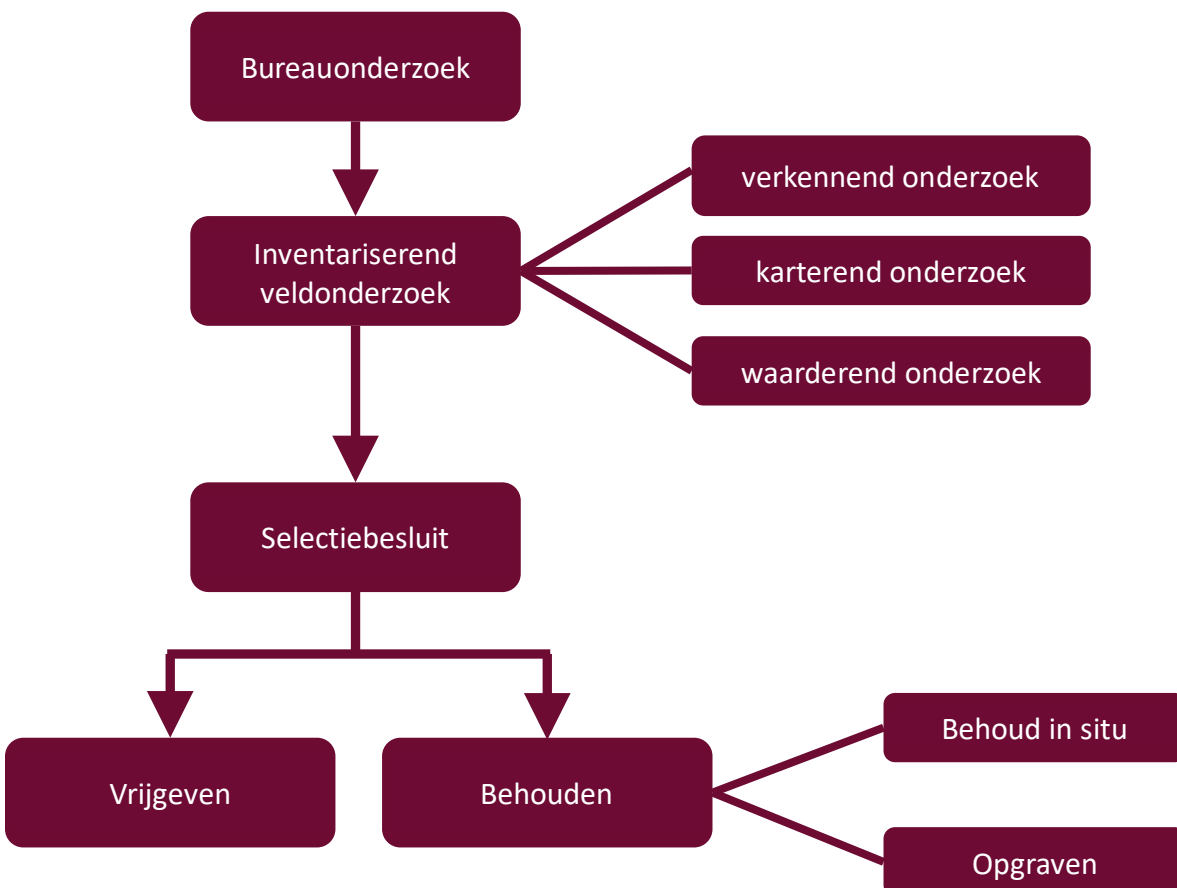 Bureauonderzoek
verkennend onderzoek
Inventariserend
veldonderzoek
karterend onderzoek
waarderend onderzoek
Selectiebesluit
Vrijgeven
Behouden
Behoud in situ
Opgraven